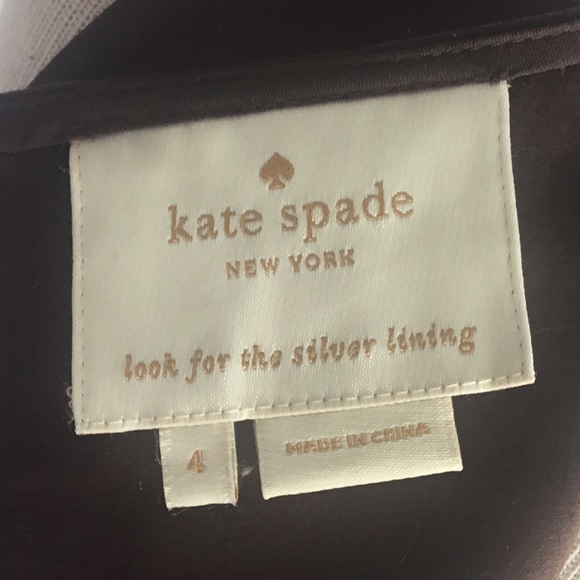 kate spade
NEW YORK
look for the silver lining
4
MADE IN CHINA